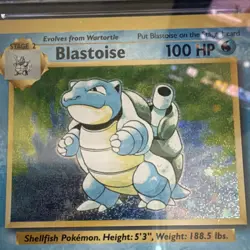 STAGE 2
Evolves from Wartortle
Put Blastoise on the
Blastoise
100 HP
Shellfish Pokémon. Height: 5'3", Weight: 188.5 lbs.